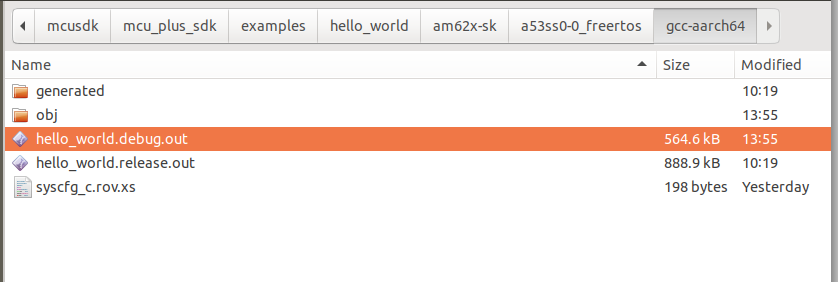 mcusdk mcu_plus_sdk examples hello_world am62x-sk a53ss0-0_freertos gcc-aarch64
Name Size Modified
generated 10:19
obj 13:55
hello_world.debug.out 564.6 kB 13:55
hello_world.release.out 888.9 kB 10:19
syscfg_c.rov.xs 198 bytes Yesterday